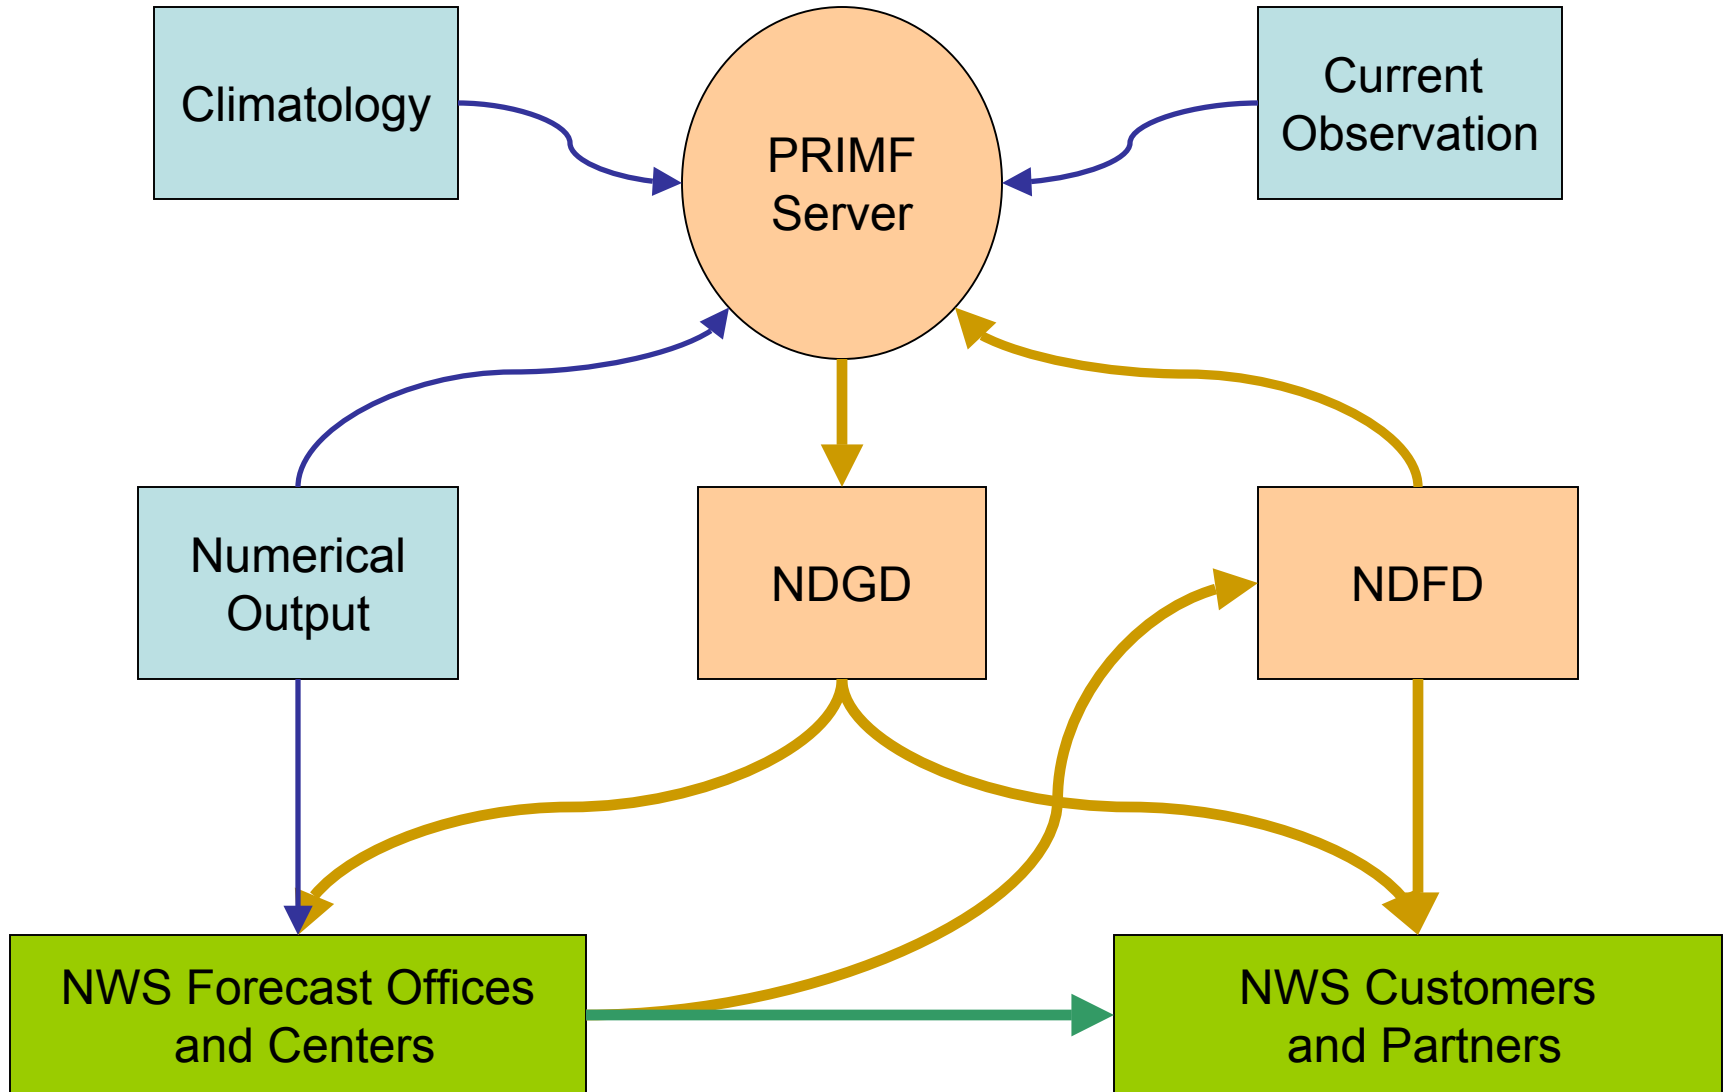 Climatology
PRIMF
Server
Current
Observation
Numerical
Output
NDGD
NDFD
NWS Forecast Offices
and Centers
NWS Customers
and Partners